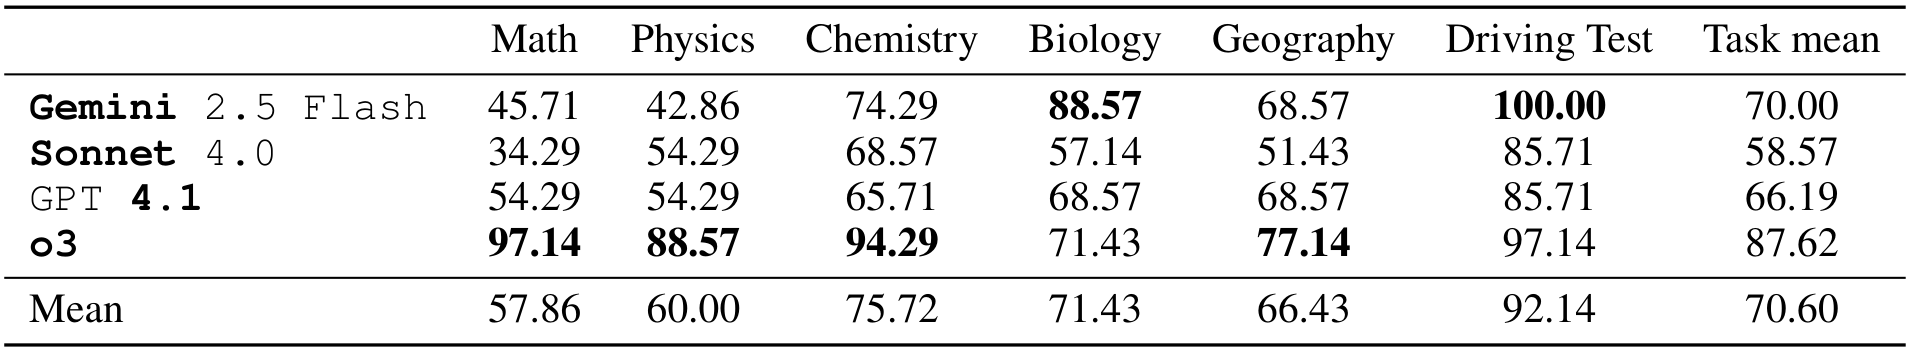 Math Physics Chemistry Biology Geography Driving Test Task mean
Gemini 2.5 Flash 45.71 42.86 74.29 88.57 68.57 100.00 70.00
Sonnet 4.0 34.29 54.29 68.57 57.14 51.43 85.71 58.57
GPT 4.1 54.29 54.29 65.71 68.57 68.57 85.71 66.19
o3 97.14 88.57 94.29 71.43 77.14 97.14 87.62
Mean 57.86 60.00 75.72 71.43 66.43 92.14 70.60